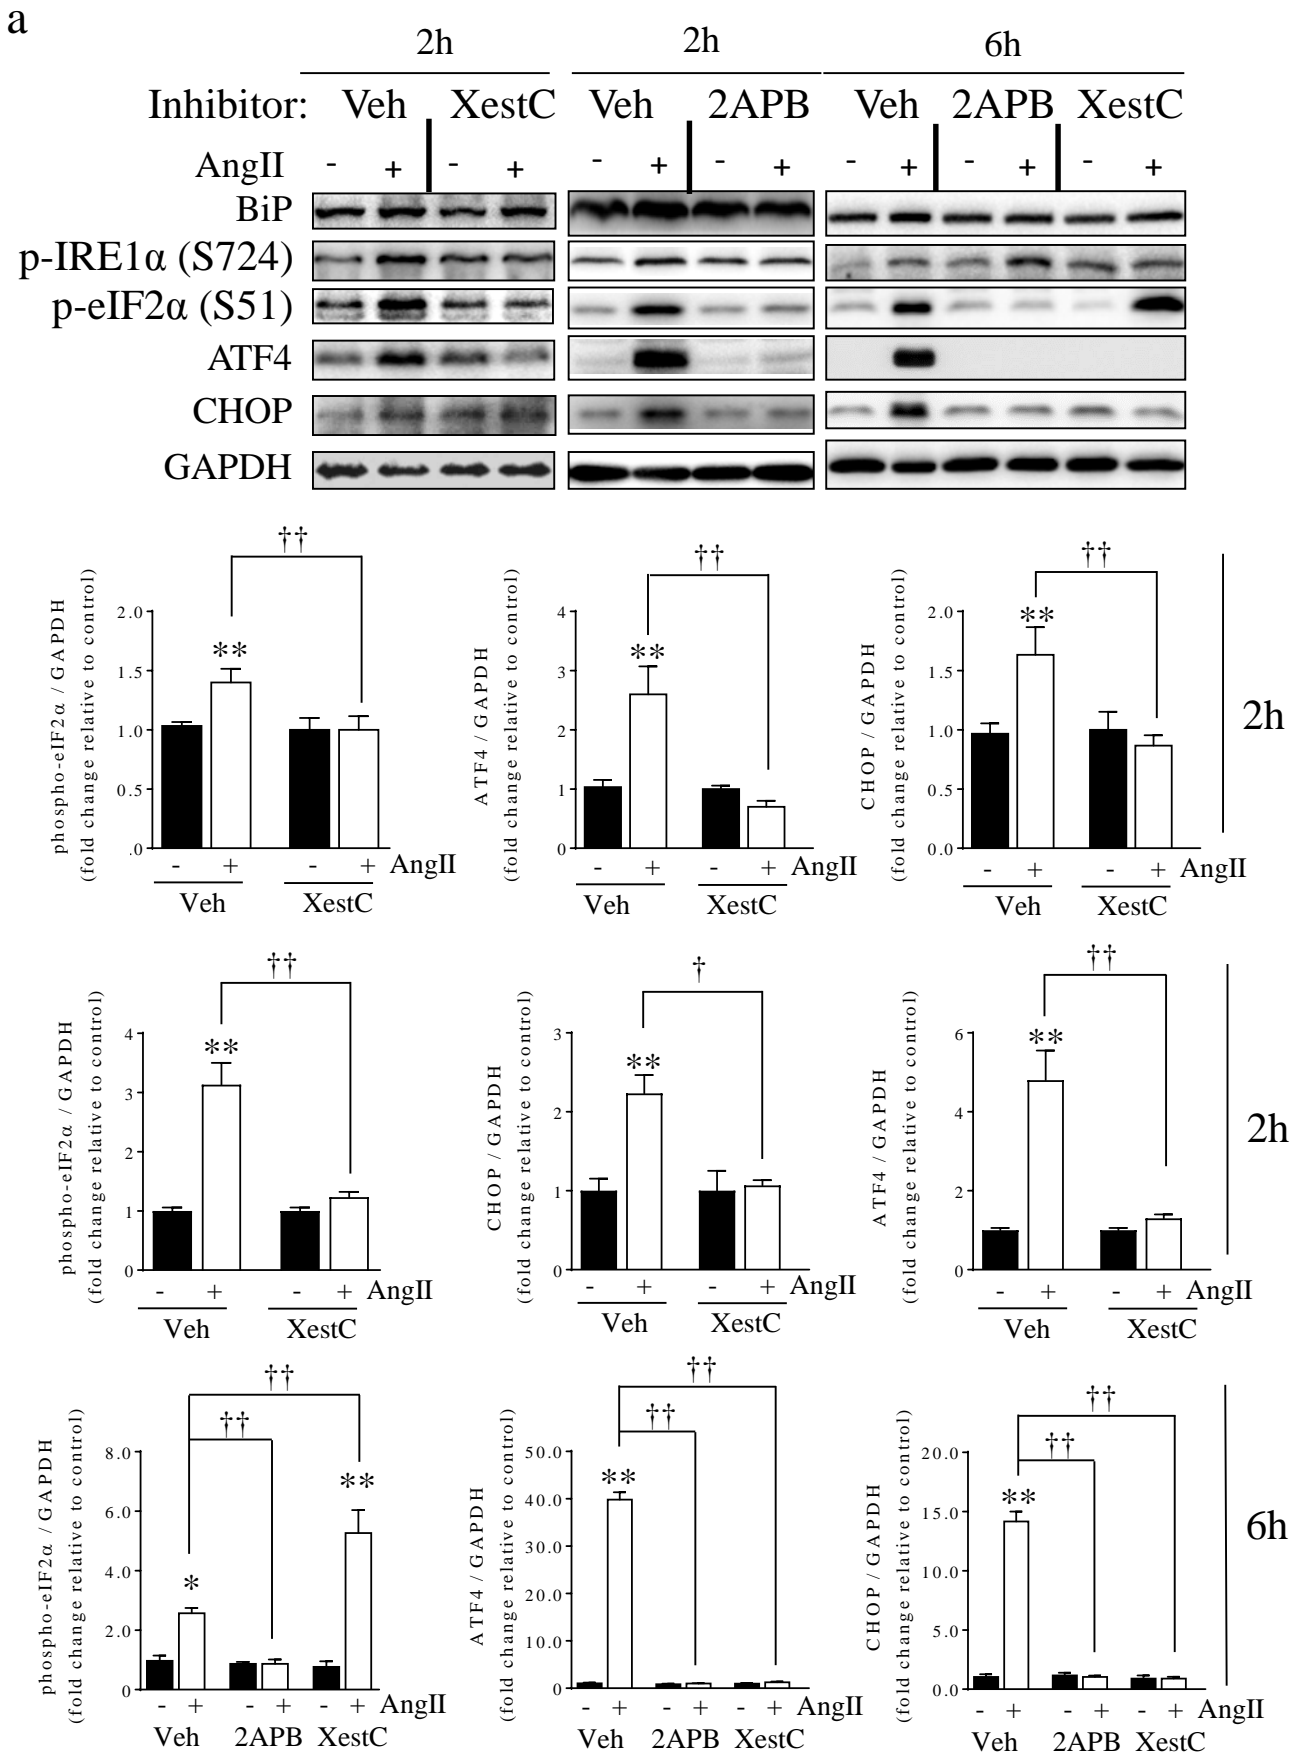 a
2h 2h 6h
Inhibitor: Veh XestC Veh 2APB Veh 2APB XestC
AngII - + - + - + - + - + - + - +
BiP
p-IRE1α (S724)
p-eIF2α (S51)
ATF4
CHOP
GAPDH
phospho-eIF2α / GAPDH
(fold change relative to control)
2.0
1.5
1.0
0.5
.0
**
††
- + - + AngII
Veh XestC
ATF4 / GAPDH
(fold change relative to control)
4
3
2
1
0
**
††
- + - + AngII
Veh XestC
CHOP / GAPDH
(fold change relative to control)
2.0
1.5
1.0
0.5
0.0
**
††
- + - + AngII
Veh XestC
2h
phospho-eIF2α / GAPDH
(fold change relative to control)
4
3
2
1
0
**
††
- + - + AngII
Veh XestC
CHOP / GAPDH
(fold change relative to control)
3
2
1
0
**
†
- + - + AngII
Veh XestC
ATF4 / GAPDH
(fold change relative to control)
6
4
2
0
**
††
- + - + AngII
Veh XestC
2h
phospho-eIF2α / GAPDH
(fold change relative to control)
8.0
6.0
4.0
2.0
0
*
**
††
††
- + - + - + AngII
Veh 2APB XestC
ATF4 / GAPDH
(fold change relative to control)
50.0
40.0
30.0
20.0
10.0
0
**
††
††
- + - + - + AngII
Veh 2APB XestC
CHOP / GAPDH
(fold change relative to control)
20.0
15.0
10.0
5.0
0.0
**
††
††
- + - + - + AngII
Veh 2APB XestC
6h